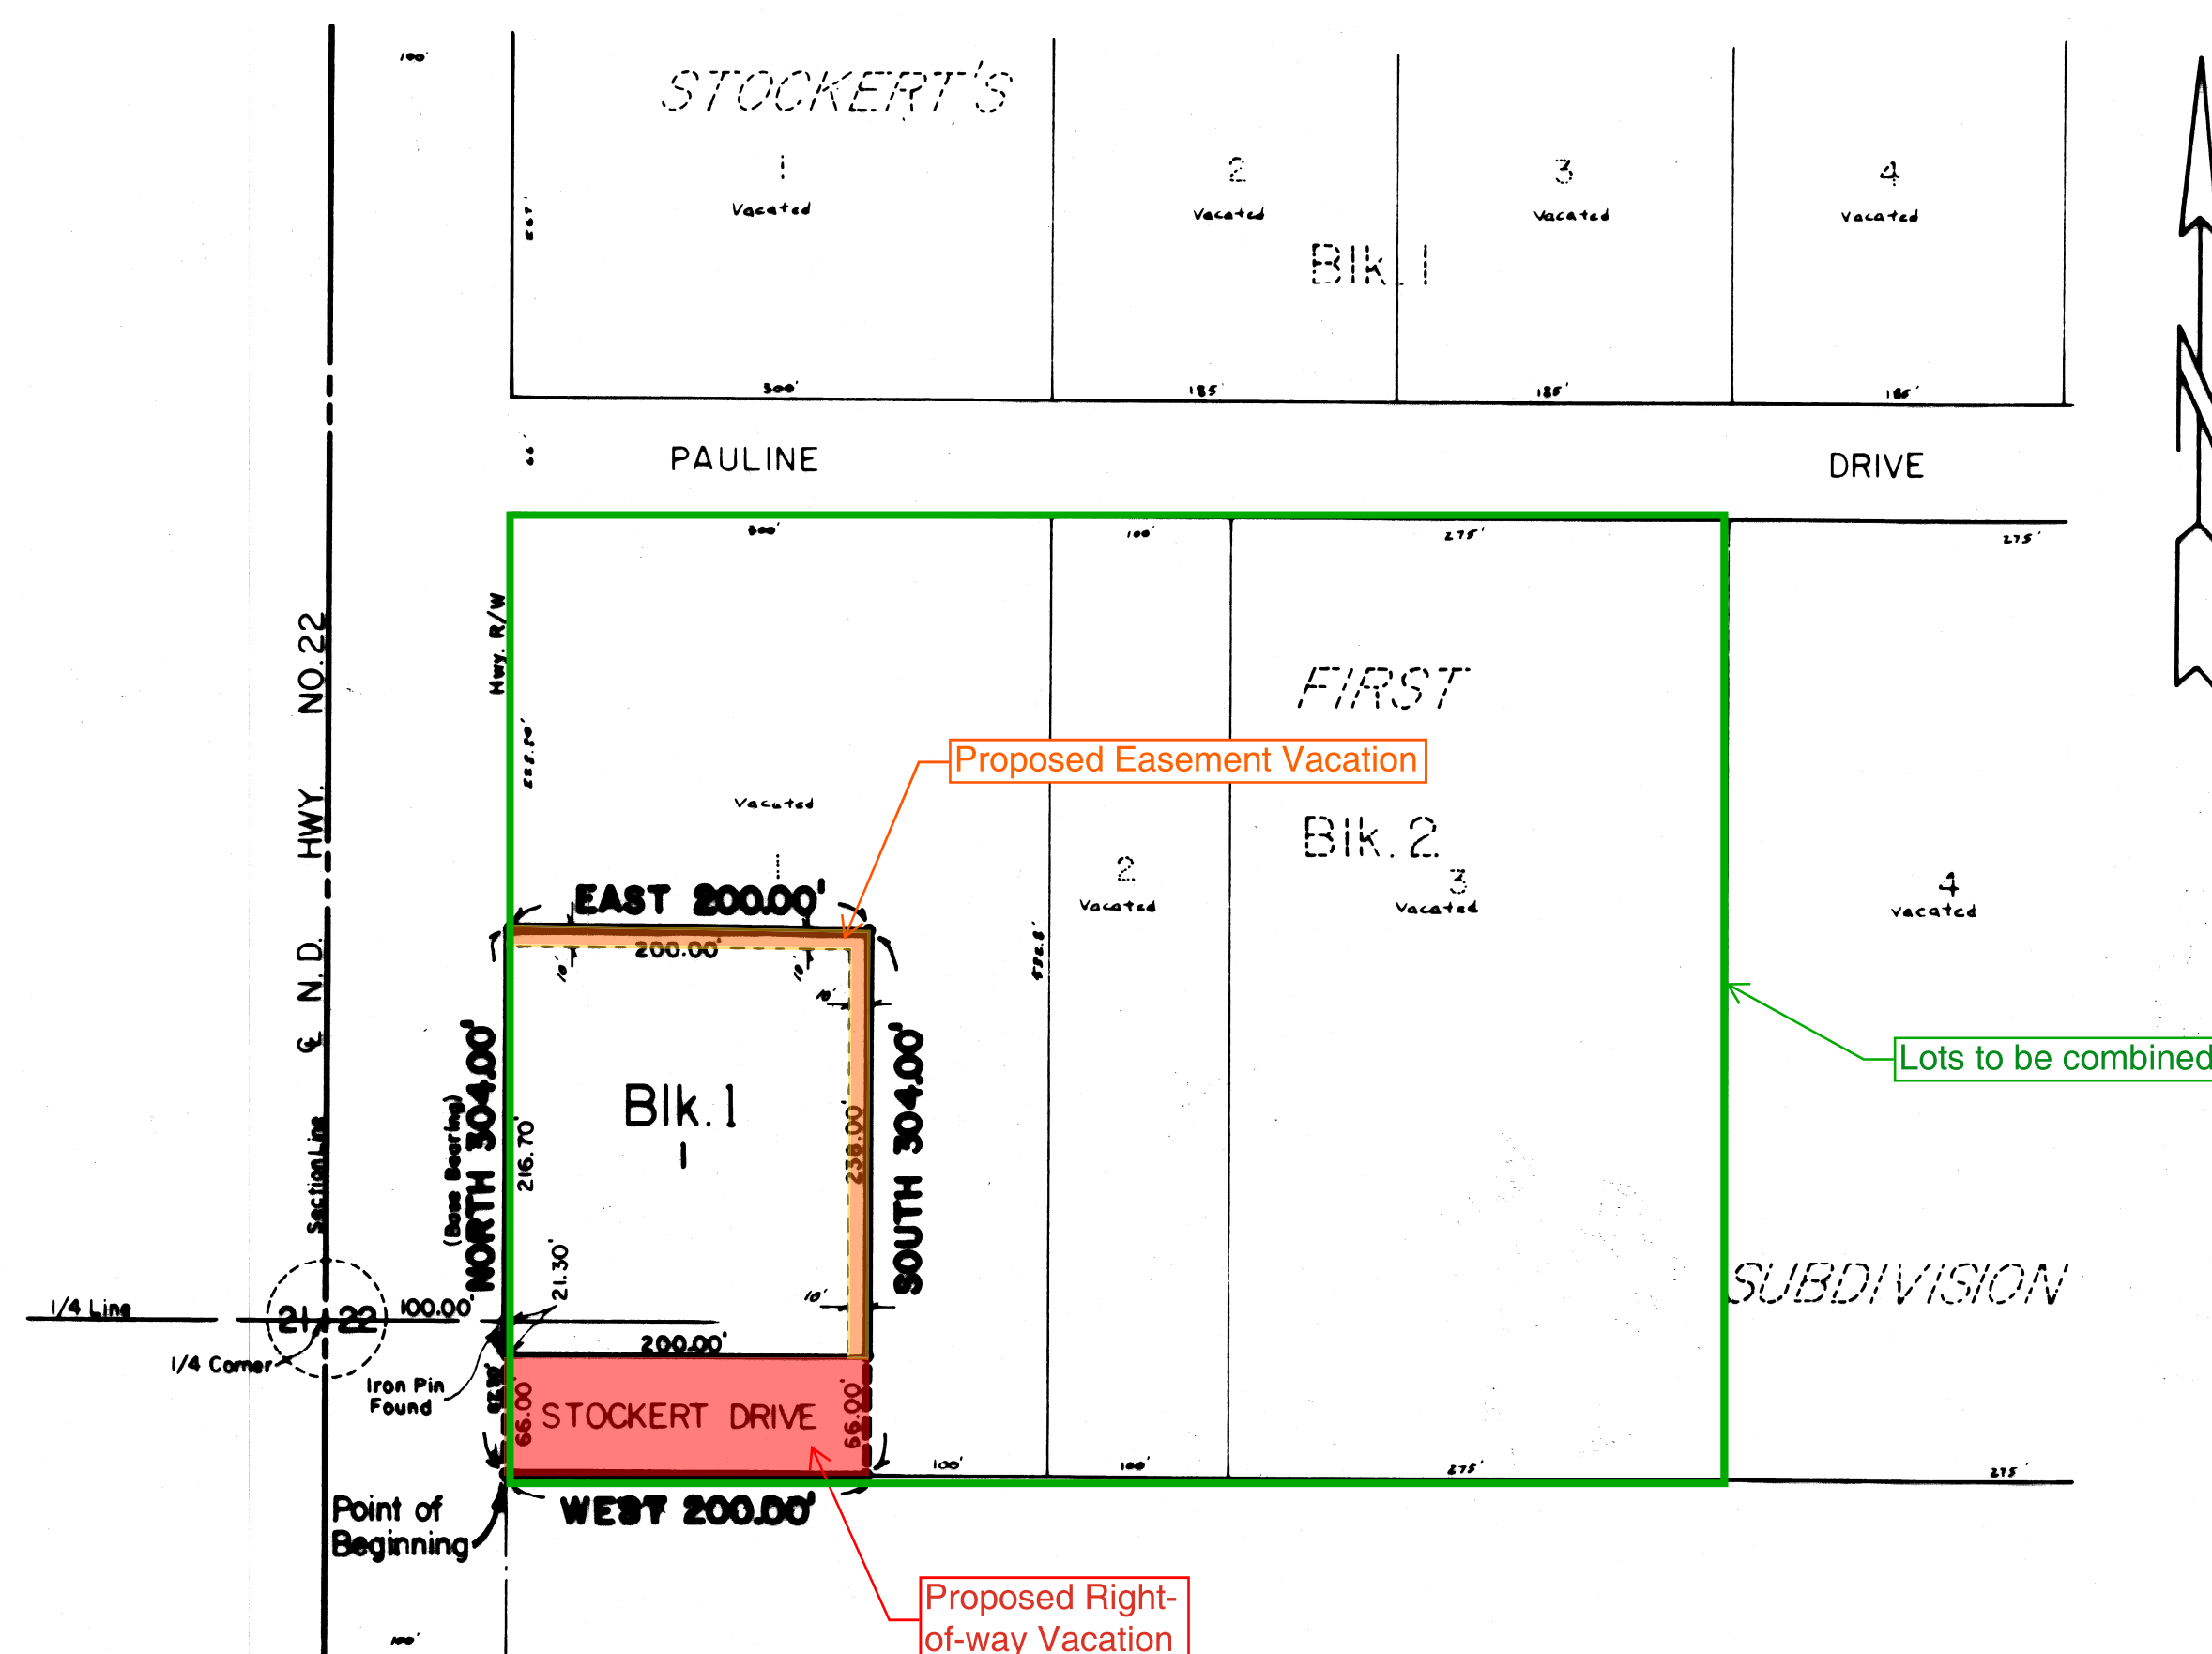 100'
STOCKERT'S
1
Vacated
2
Vacated
3
Vacated
4
Vacated
Blk. 1
267'
300'
185'
185'
185'
66'
PAULINE
DRIVE
300'
100'
275'
275'
Hwy. R/W
N
FIRST
Proposed Easement Vacation
Vacated
1
Blk. 2
2
Vacated
3
Vacated
4
Vacated
EAST 200.00'
200.00'
10'
10'
10'
N.D. HWY. NO. 22
Section Line
Lots to be combined
NORTH 304.00'
(Base Bearing)
216.70'
Blk. 1
1
238.00'
SOUTH 304.00'
21.30'
10'
SUBDIVISION
1/4 Line
21
22
100.00'
1/4 Corner
Iron Pin
Found
200.00'
66.00'
STOCKERT DRIVE
66.00'
100'
100'
275'
275'
Point of
Beginning
WEST 200.00'
Proposed Right-
of-way Vacation
100'